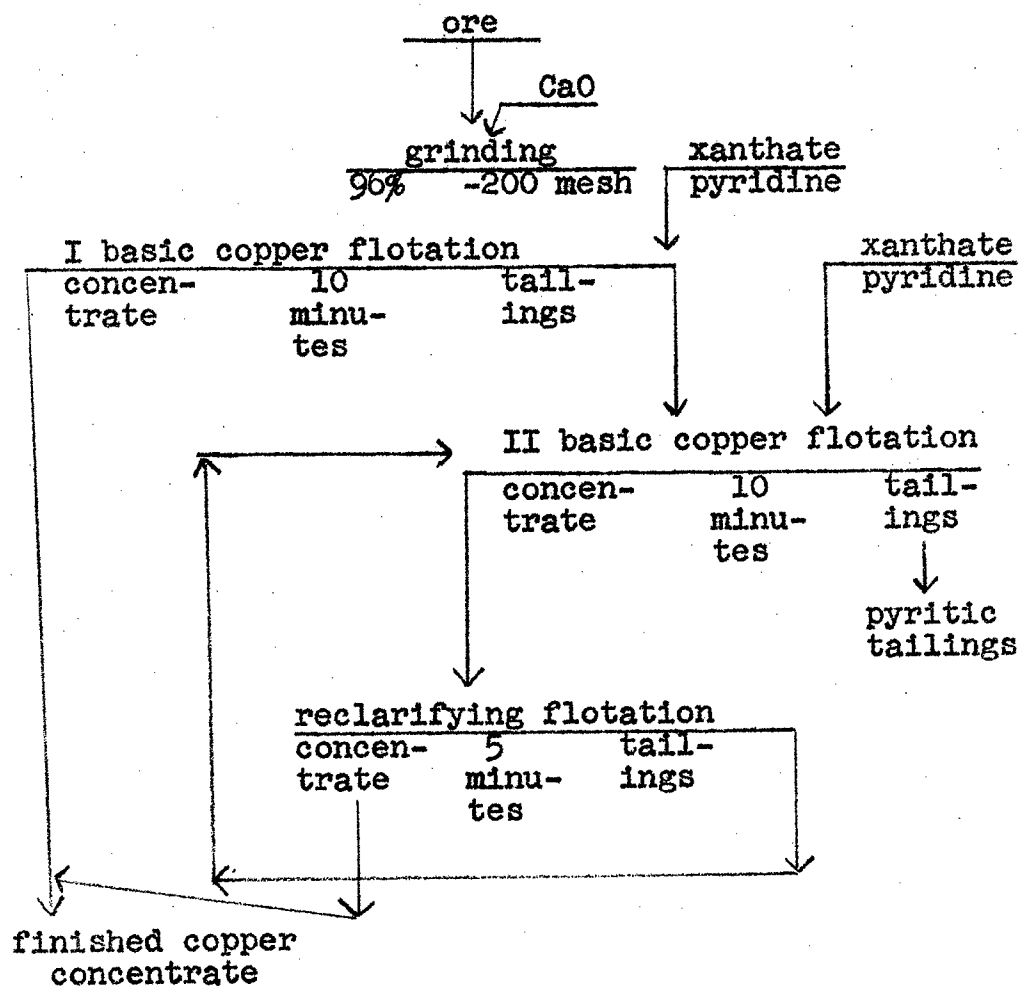 ore
CaO
grinding
96% -200 mesh
xanthate
pyridine
I basic copper flotation
concen-
trate
10
minu-
tes
tail-
ings
xanthate
pyridine
II basic copper flotation
concen-
trate
10
minu-
tes
tail-
ings
pyritic
tailings
reclarifying flotation
concen-
trate
5
minu-
tes
tail-
ings
finished copper
concentrate